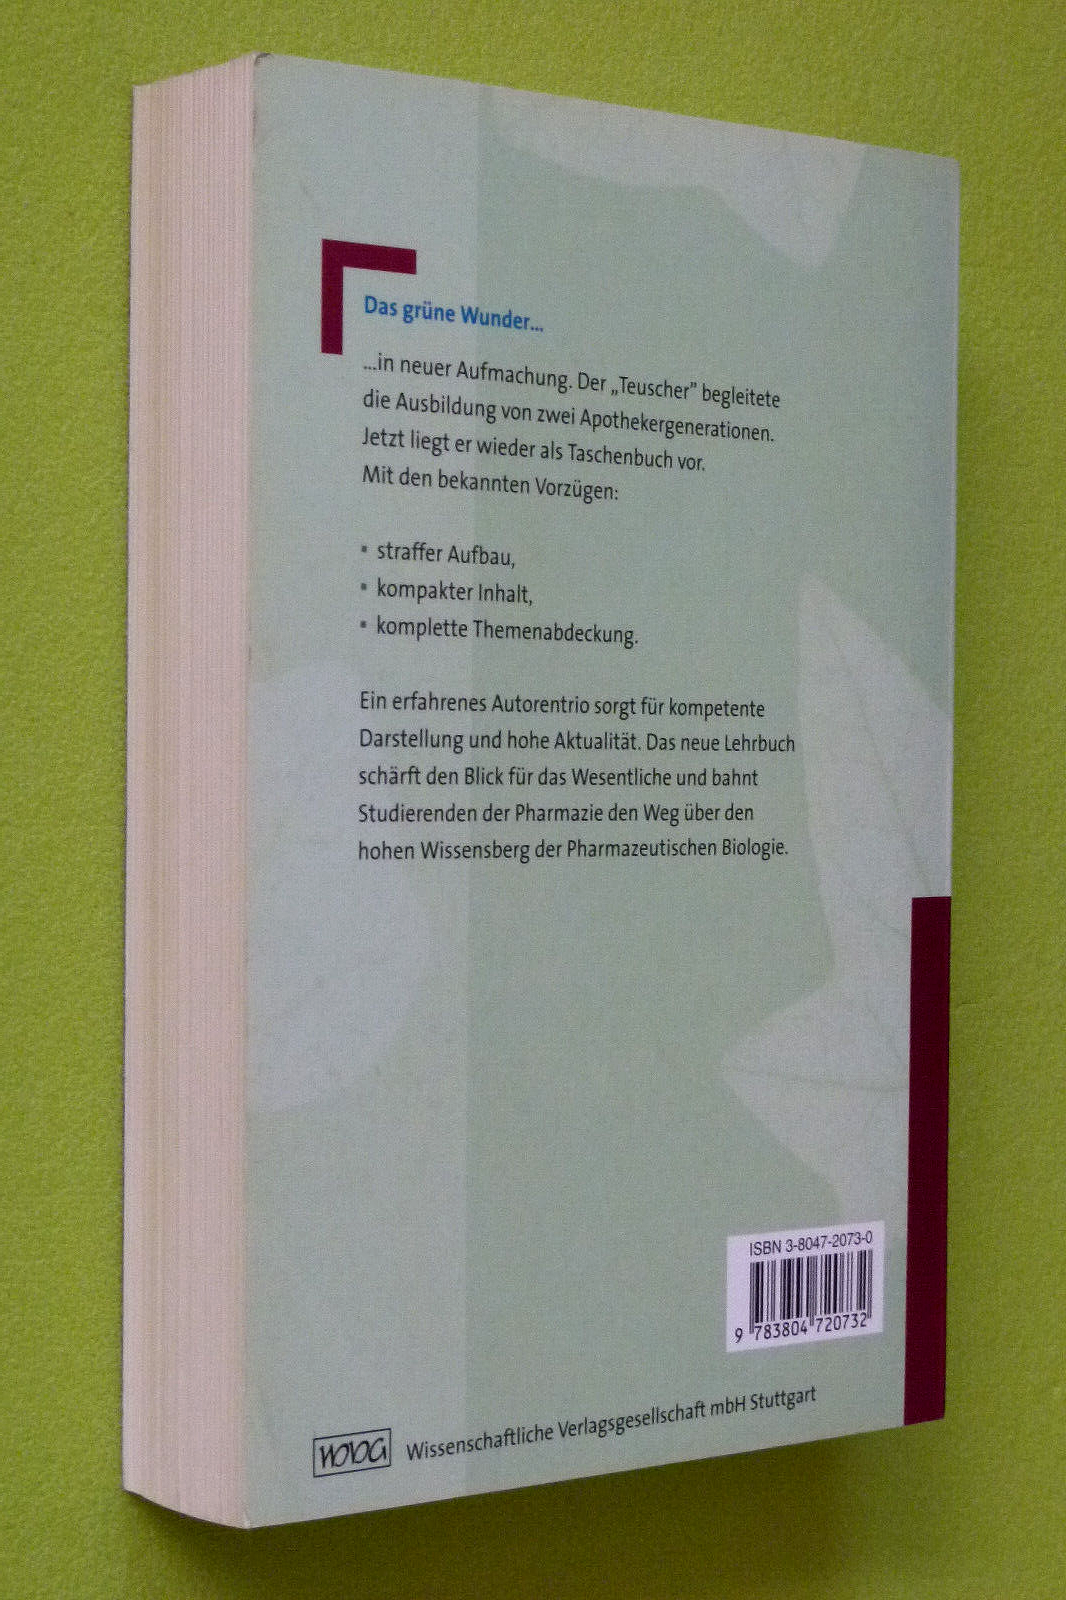 Das grüne Wunder...
...in neuer Aufmachung. Der „Teuscher” begleitete
die Ausbildung von zwei Apothekergenerationen.
Jetzt liegt er wieder als Taschenbuch vor.
Mit den bekannten Vorzügen:
▪ straffer Aufbau,
▪ kompakter Inhalt,
▪ komplette Themenabdeckung.
Ein erfahrenes Autorentrio sorgt für kompetente
Darstellung und hohe Aktualität. Das neue Lehrbuch
schärft den Blick für das Wesentliche und bahnt
Studierenden der Pharmazie den Weg über den
hohen Wissensberg der Pharmazeutischen Biologie.
ISBN 3-8047-2073-0
9 783804 720732
WVG Wissenschaftliche Verlagsgesellschaft mbH Stuttgart